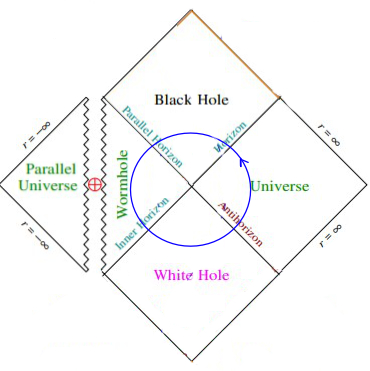 Black Hole
Parallel Horizon
Horizon
r = −∞
r = ∞
Parallel
Universe
Wormhole
Universe
Inner Horizon
Antihorizon
r = −∞
r = ∞
White Hole